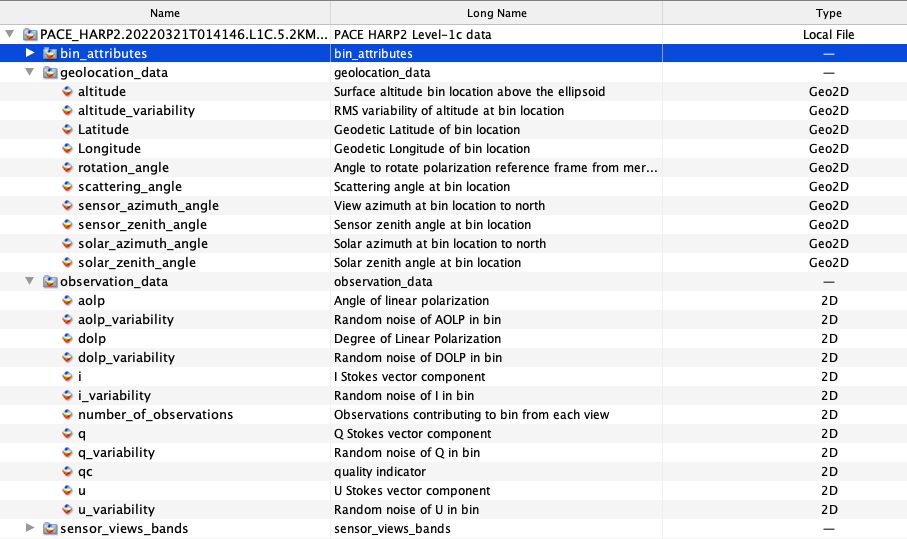 Name Long Name Type
PACE_HARP2.20220321T014146.L1C.5.2KM... PACE HARP2 Level-1c data Local File
bin_attributes bin_attributes —
geolocation_data geolocation_data —
altitude Surface altitude bin location above the ellipsoid Geo2D
altitude_variability RMS variability of altitude at bin location Geo2D
Latitude Geodetic Latitude of bin location Geo2D
Longitude Geodetic Longitude of bin location Geo2D
rotation_angle Angle to rotate polarization reference frame from mer... Geo2D
scattering_angle Scattering angle at bin location Geo2D
sensor_azimuth_angle View azimuth at bin location to north Geo2D
sensor_zenith_angle Sensor zenith angle at bin location Geo2D
solar_azimuth_angle Solar azimuth at bin location to north Geo2D
solar_zenith_angle Solar zenith angle at bin location Geo2D
observation_data observation_data —
aolp Angle of linear polarization 2D
aolp_variability Random noise of AOLP in bin 2D
dolp Degree of Linear Polarization 2D
dolp_variability Random noise of DOLP in bin 2D
i I Stokes vector component 2D
i_variability Random noise of I in bin 2D
number_of_observations Observations contributing to bin from each view 2D
q Q Stokes vector component 2D
q_variability Random noise of Q in bin 2D
qc quality indicator 2D
u U Stokes vector component 2D
u_variability Random noise of U in bin 2D
sensor_views_bands sensor_views_bands —